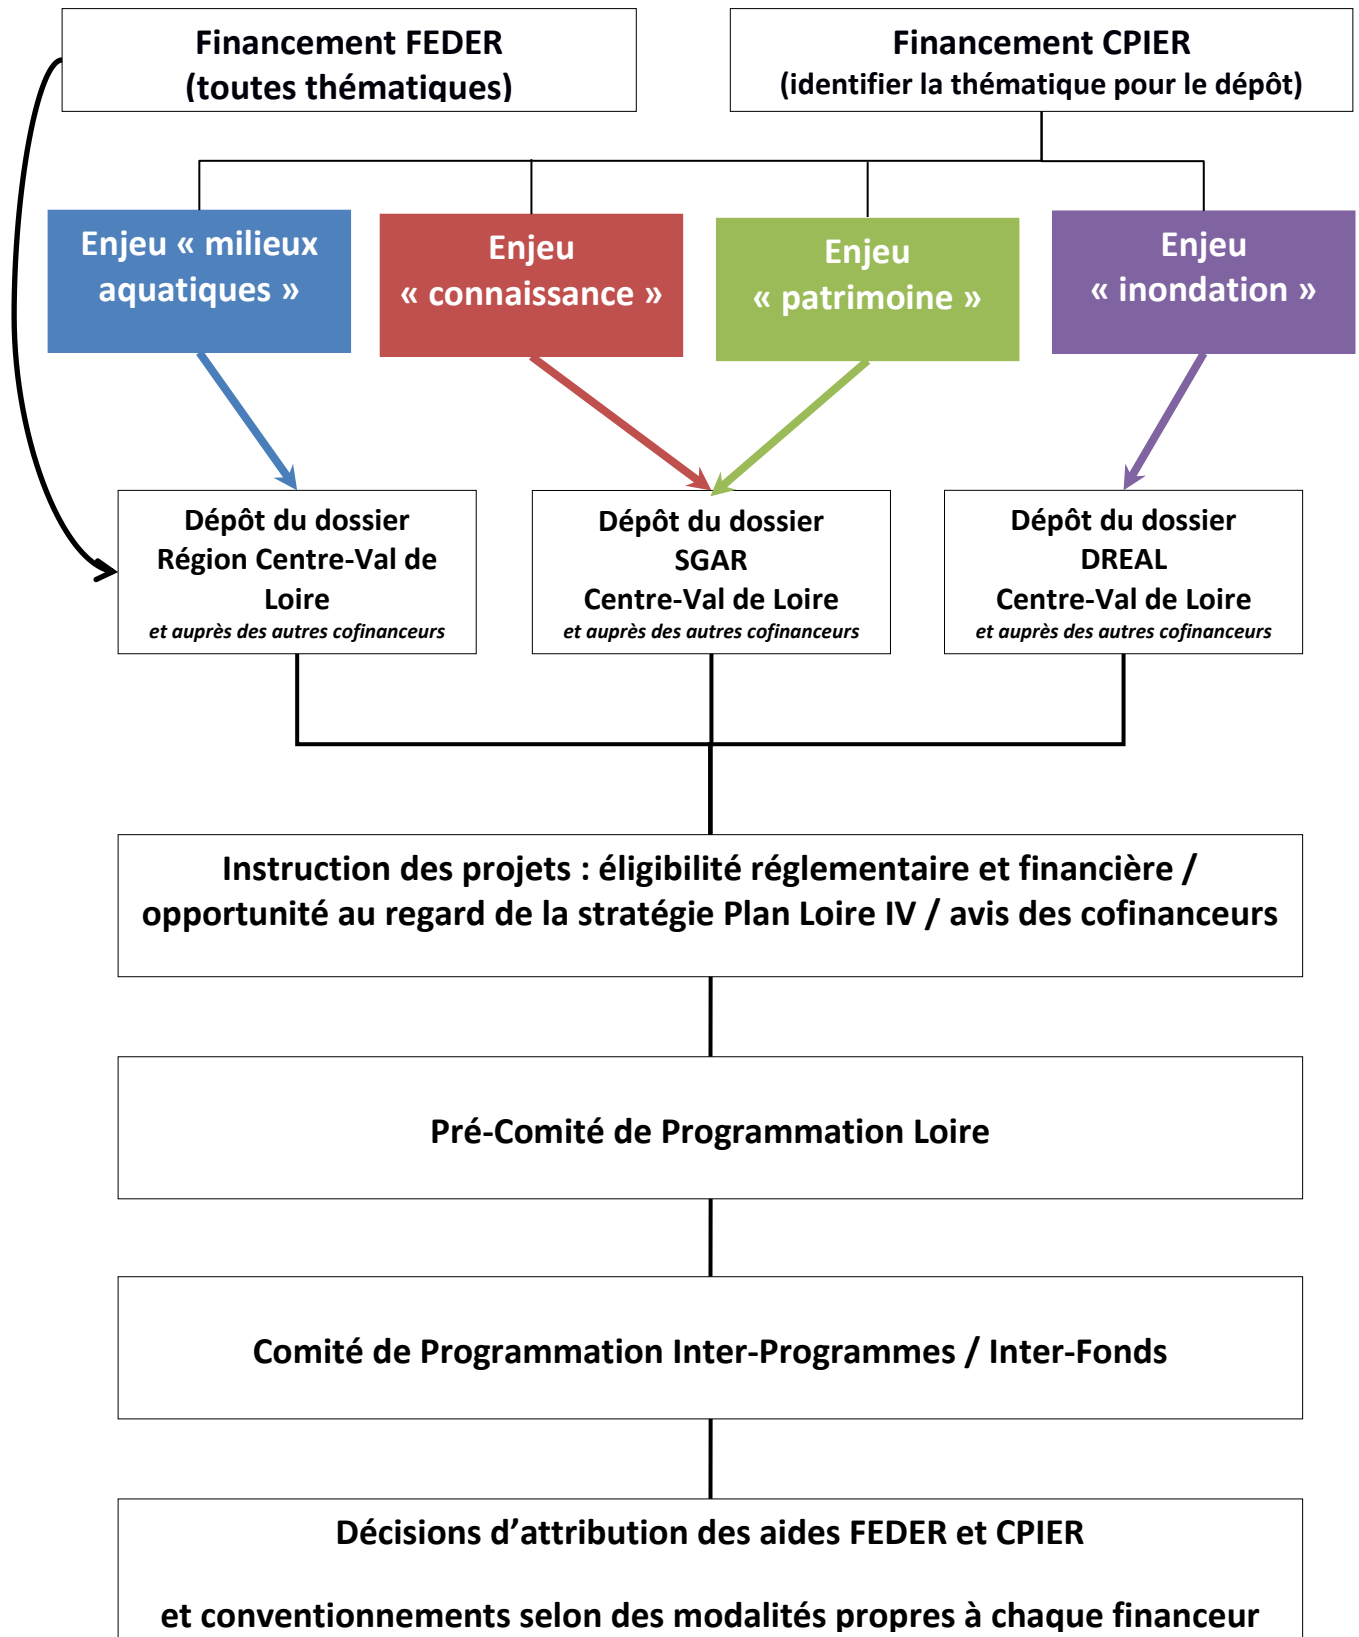 Financement FEDER
(toutes thématiques)
Financement CPIER
(identifier la thématique pour le dépôt)
Enjeu « milieux
aquatiques »
Enjeu
« connaissance »
Enjeu
« patrimoine »
Enjeu
« inondation »
Dépôt du dossier
Région Centre-Val de
Loire
et auprès des autres cofinanceurs
Dépôt du dossier
SGAR
Centre-Val de Loire
et auprès des autres cofinanceurs
Dépôt du dossier
DREAL
Centre-Val de Loire
et auprès des autres cofinanceurs
Instruction des projets : éligibilité réglementaire et financière /
opportunité au regard de la stratégie Plan Loire IV / avis des cofinanceurs
Pré-Comité de Programmation Loire
Comité de Programmation Inter-Programmes / Inter-Fonds
Décisions d’attribution des aides FEDER et CPIER
et conventionnements selon des modalités propres à chaque financeur